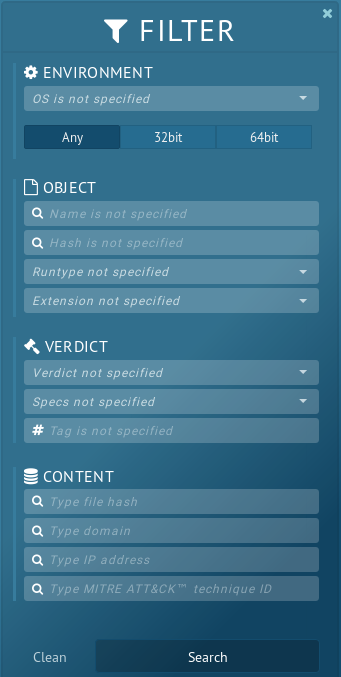 FILTER
ENVIRONMENT
OS is not specified
Any 32bit 64bit
OBJECT
Name is not specified
Hash is not specified
Runtype not specified
Extension not specified
VERDICT
Verdict not specified
Specs not specified
# Tag is not specified
CONTENT
Type file hash
Type domain
Type IP address
Type MITRE ATT&CK™ technique ID
Clean Search